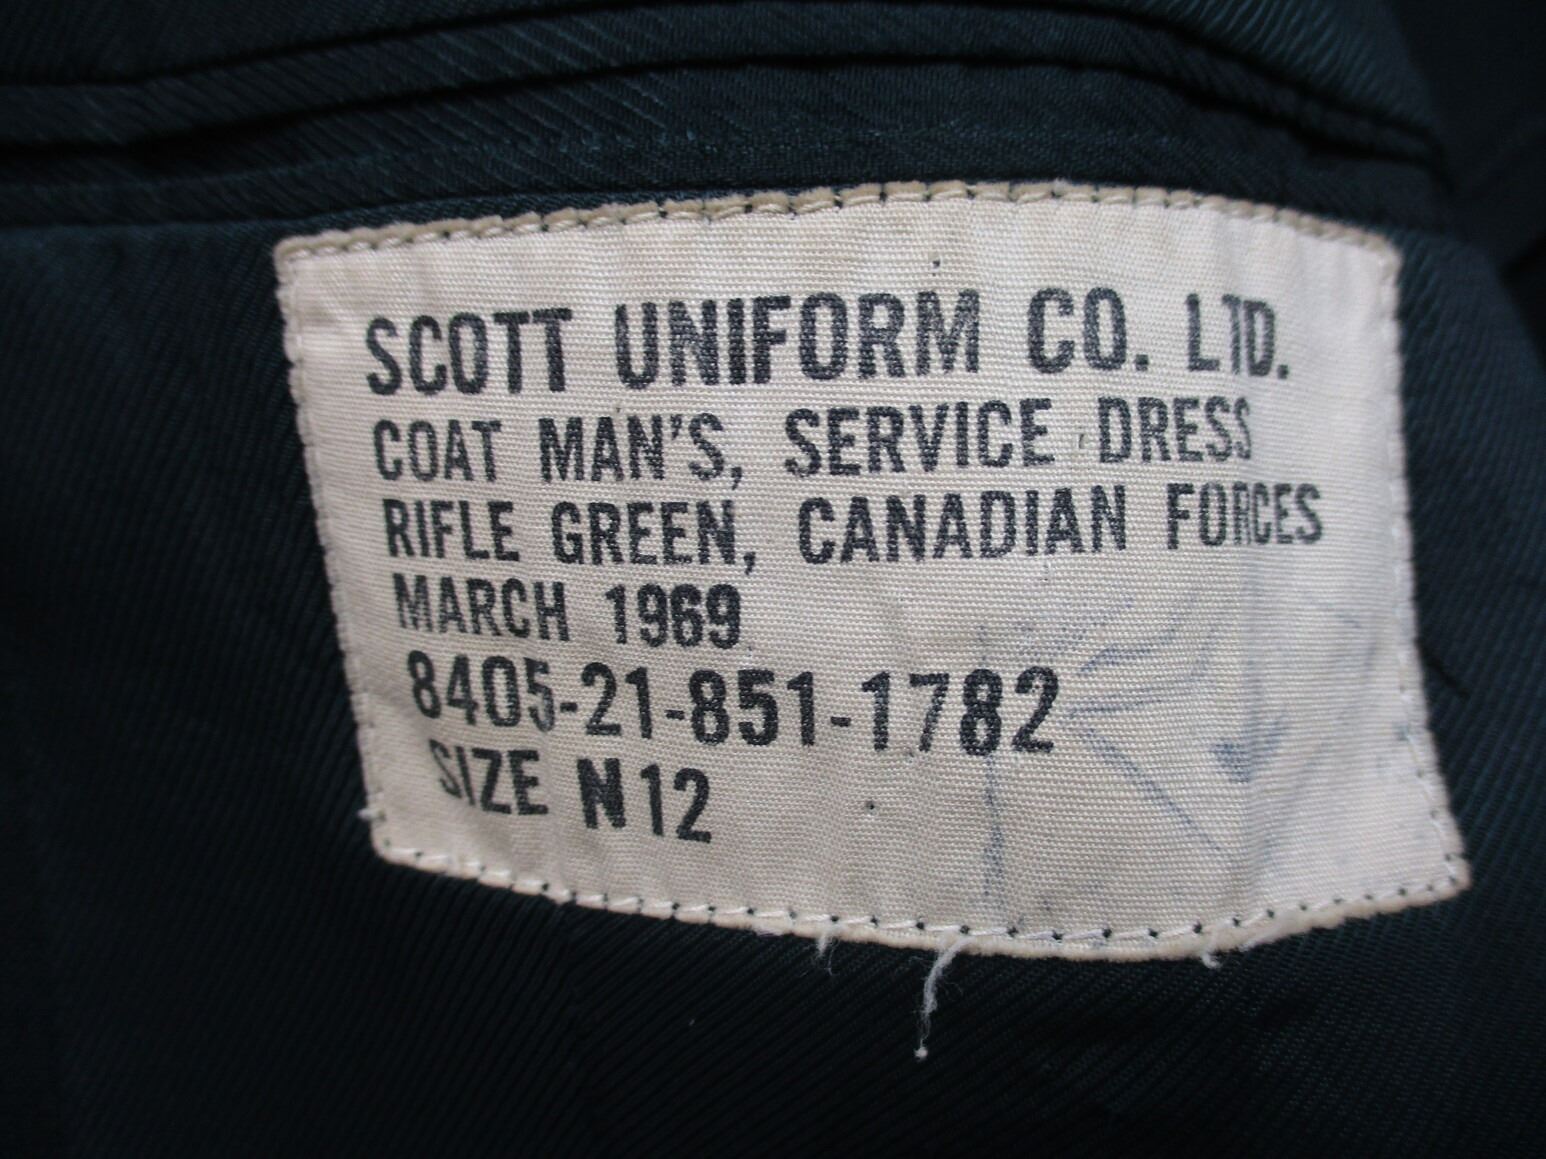 SCOTT UNIFORM CO. LTD.
COAT MAN'S, SERVICE DRESS
RIFLE GREEN, CANADIAN FORCES
MARCH 1969
8405-21-851-1782
SIZE N12